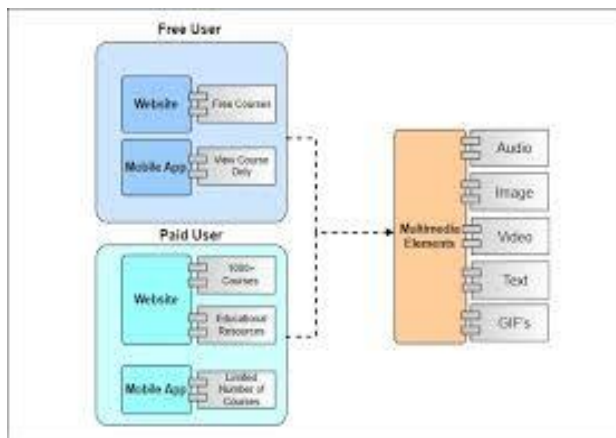 Free User
Website
Free Courses
Mobile App
View Course
Only
Paid User
Website
1000+
Courses
Educational
Resources
Mobile App
Limited
Number of
Courses
Multimedia
Elements
Audio
Image
Video
Text
GIF's